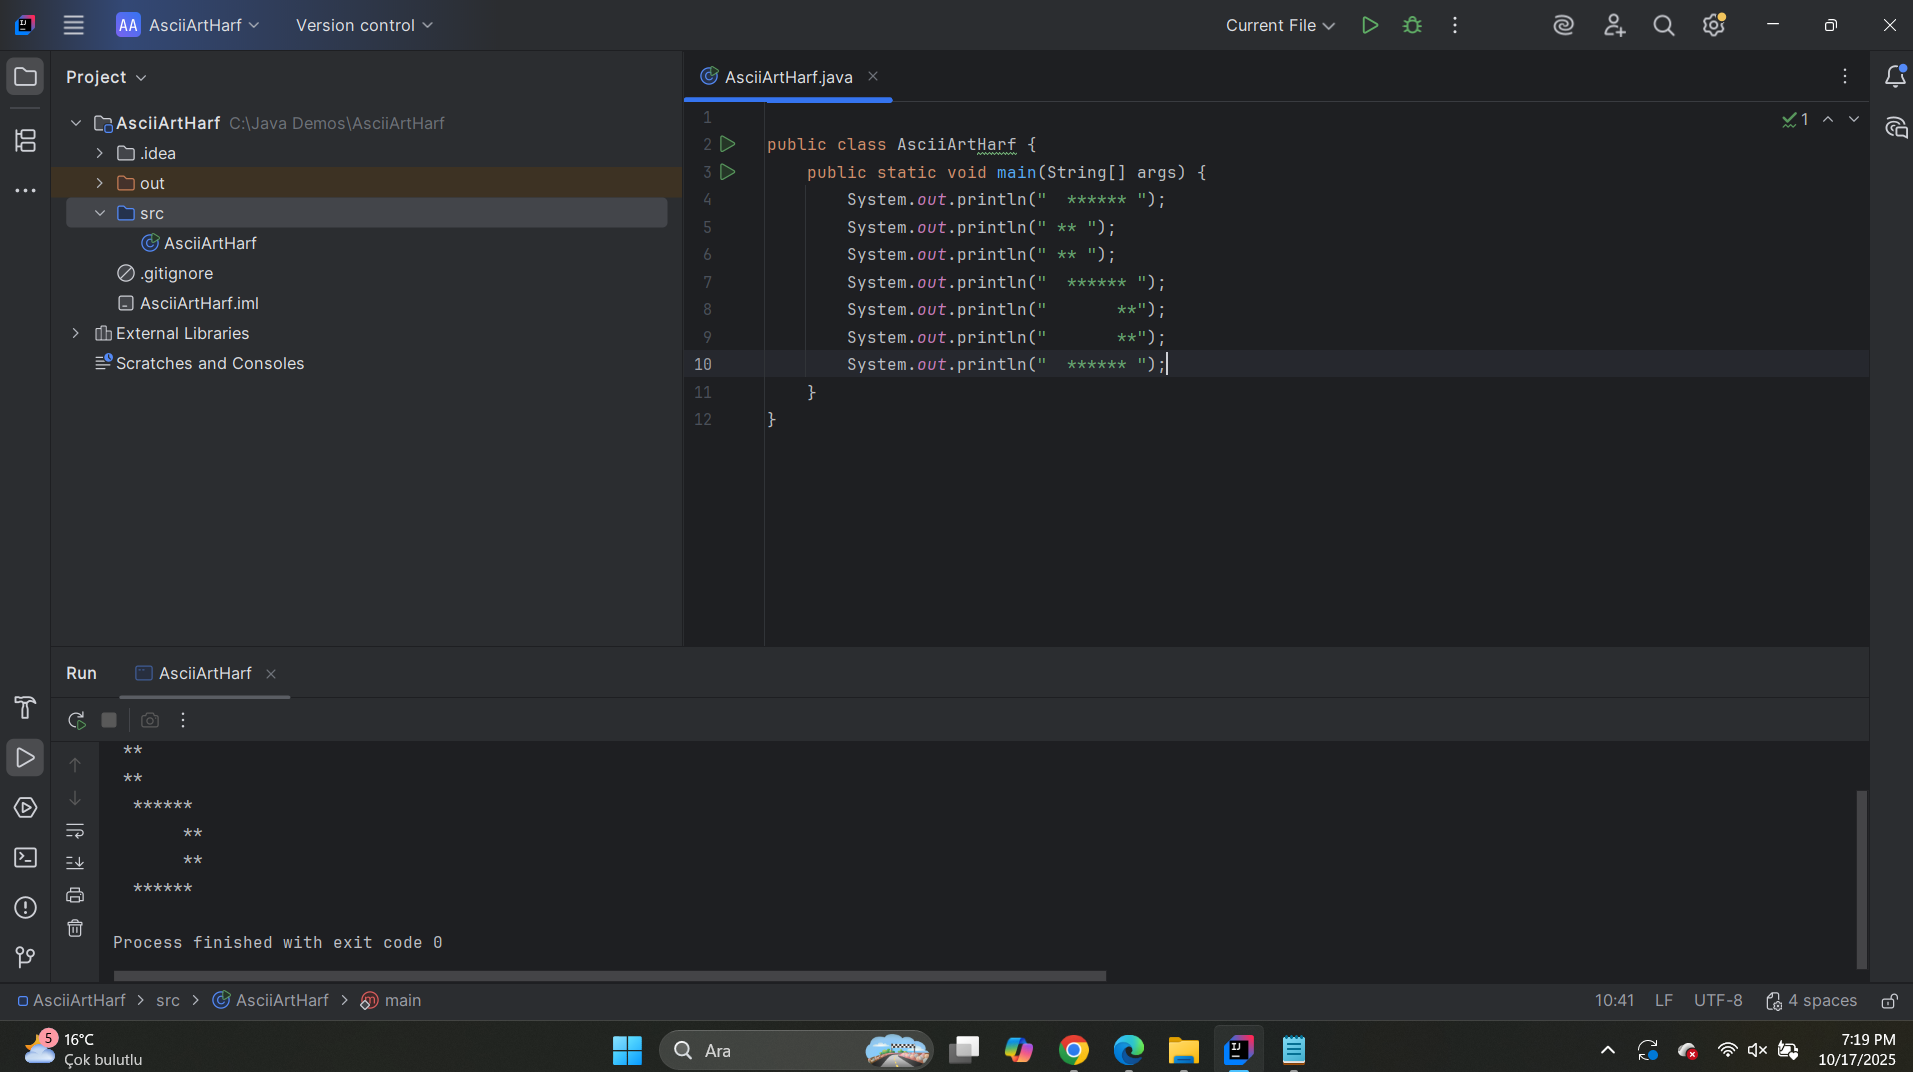 AA AsciiArtHarf Version control Current File
Project
AsciiArtHarf C:\Java Demos\AsciiArtHarf
.idea
out
src
AsciiArtHarf
.gitignore
AsciiArtHarf.iml
External Libraries
Scratches and Consoles
AsciiArtHarf.java
1
1
2 public class AsciiArtHarf {
3     public static void main(String[] args) {
4         System.out.println("  ****** ");
5         System.out.println(" ** ");
6         System.out.println(" ** ");
7         System.out.println("  ****** ");
8         System.out.println("       **");
9         System.out.println("       **");
10         System.out.println("  ****** ");
11     }
12 }
Run AsciiArtHarf
 **
 **
  ******
       **
       **
  ******
Process finished with exit code 0
AsciiArtHarf > src > AsciiArtHarf > main 10:41 LF UTF-8 4 spaces
5 16°C
Çok bulutlu
Ara
7:19 PM
10/17/2025